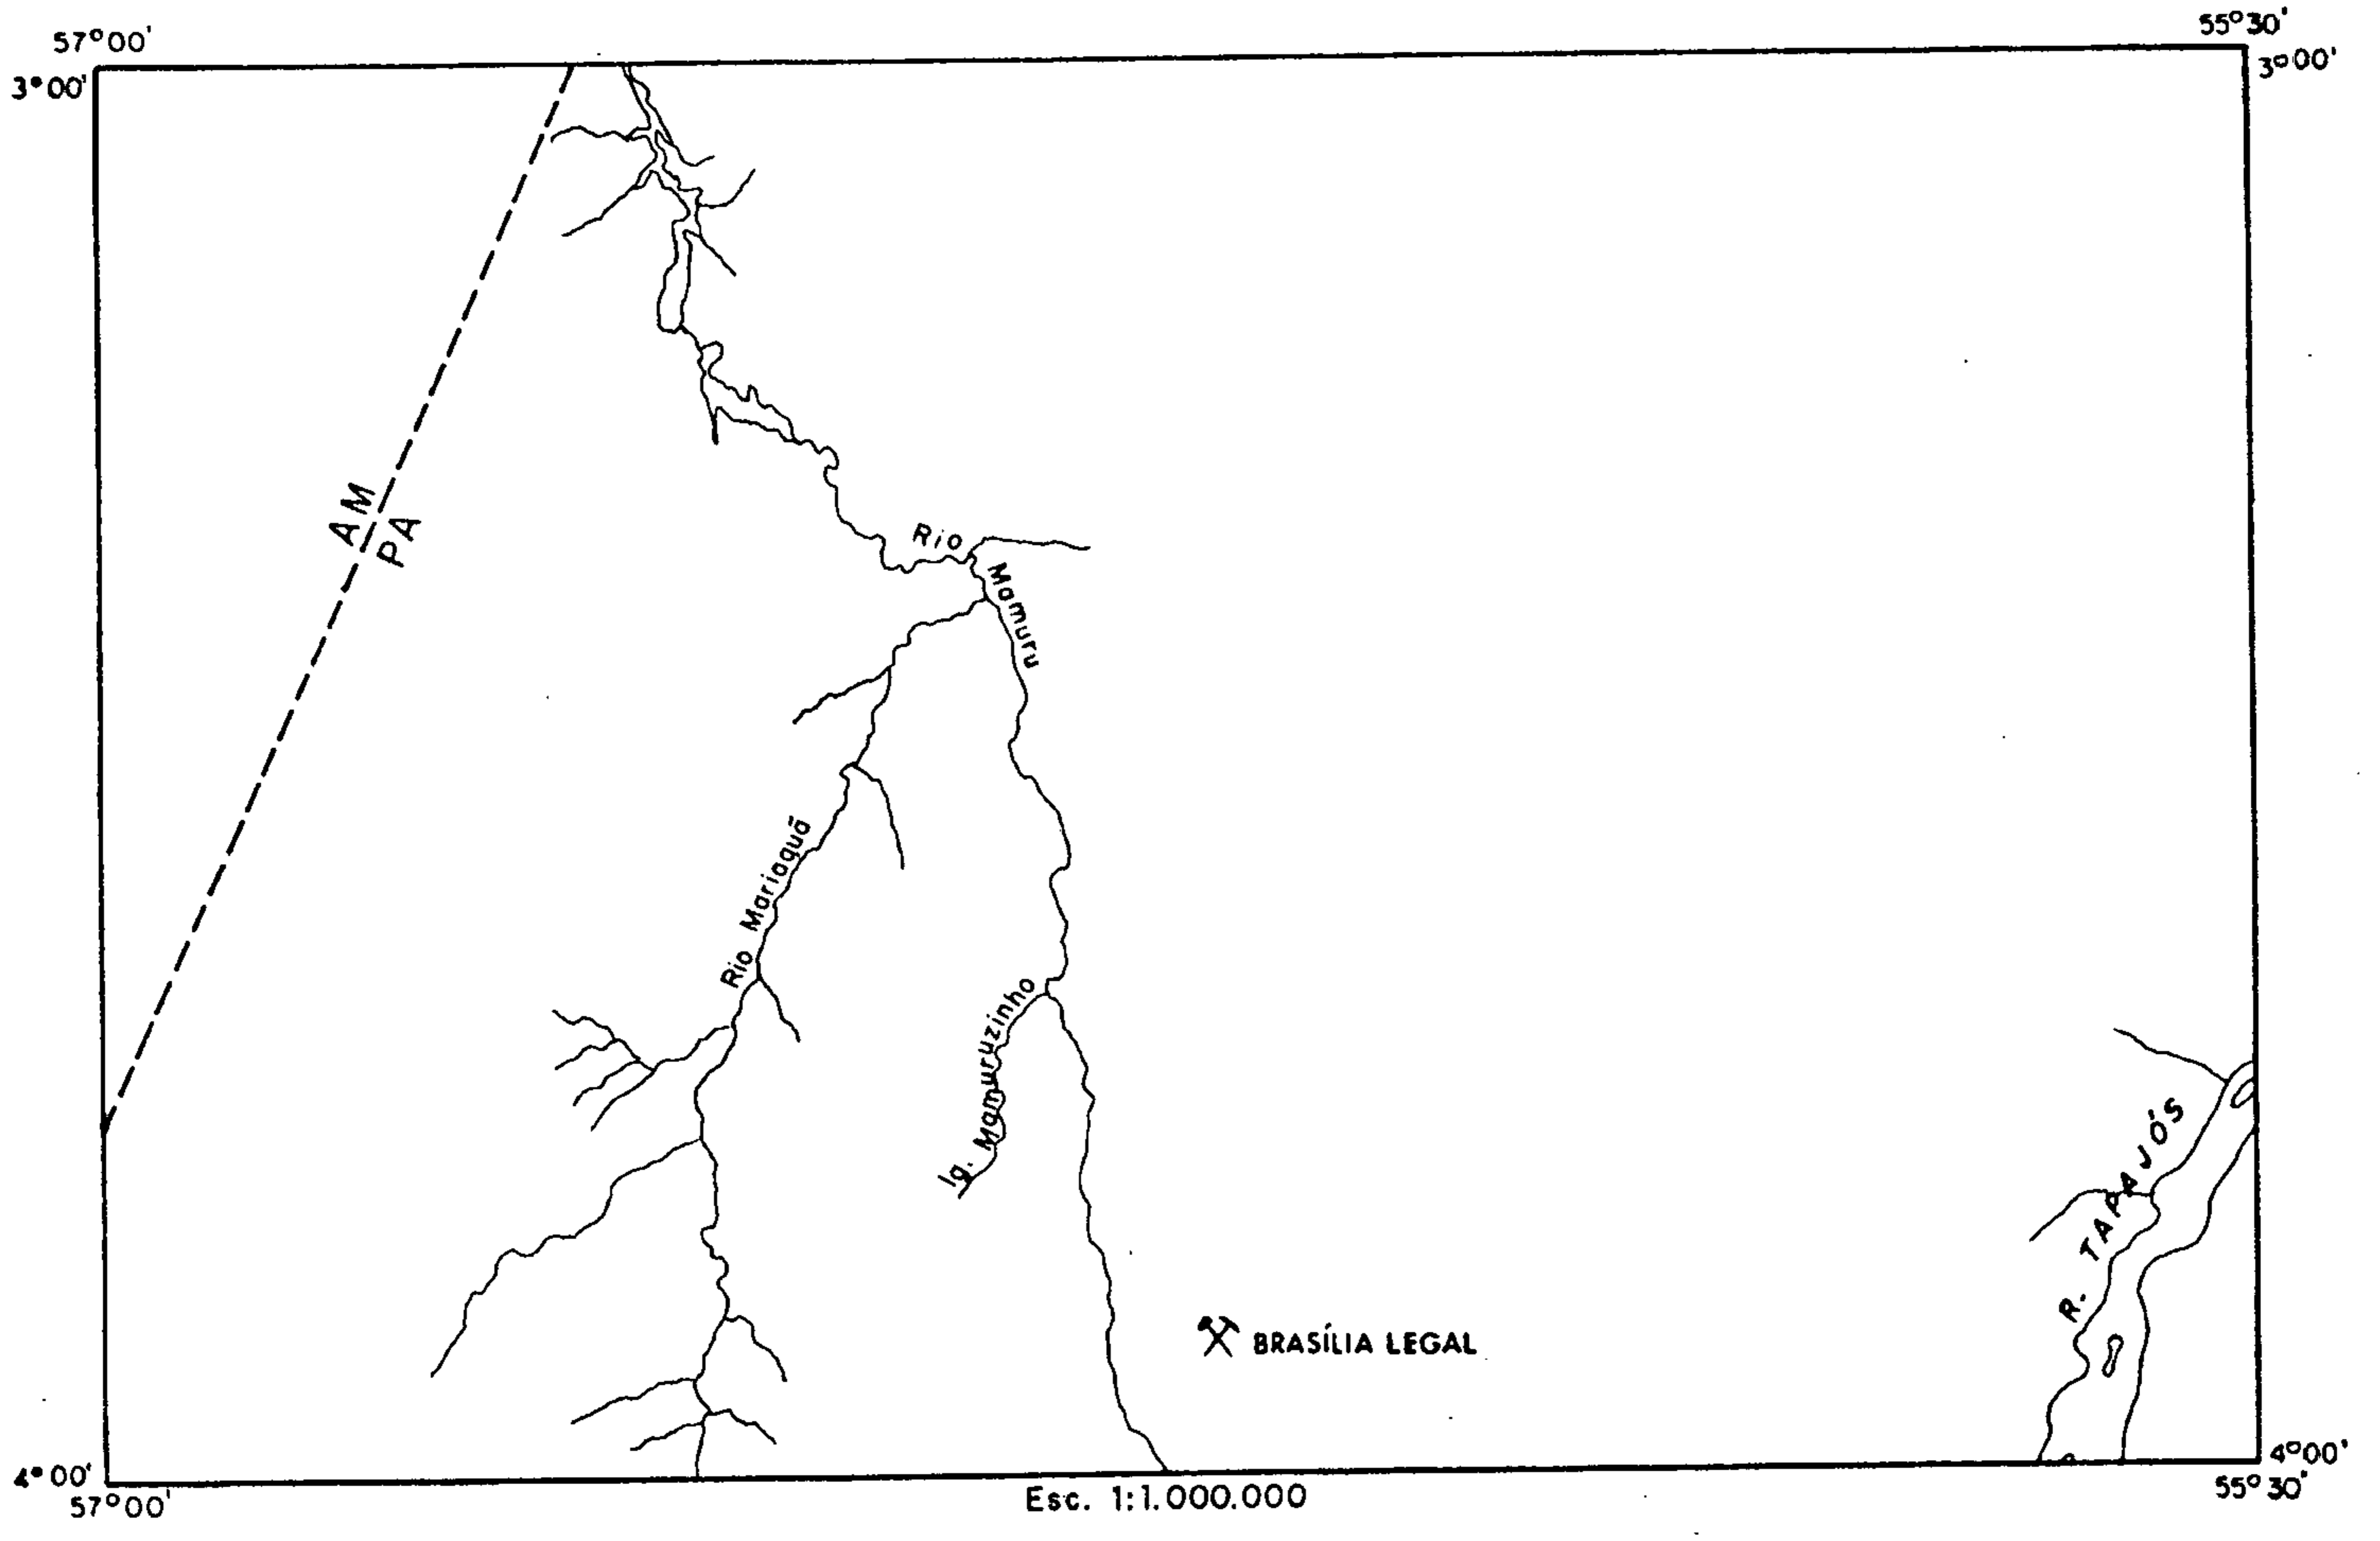 57°00'
55°30'
3°00'
3°00'
AM
PA
Rio
Mamuru
Rio Mariaquã
Ig. Mamuruzinho
R. TAPAJÓS
BRASÍLIA LEGAL
4°00'
4°00'
57°00'
Esc. 1:1.000.000
55°30'